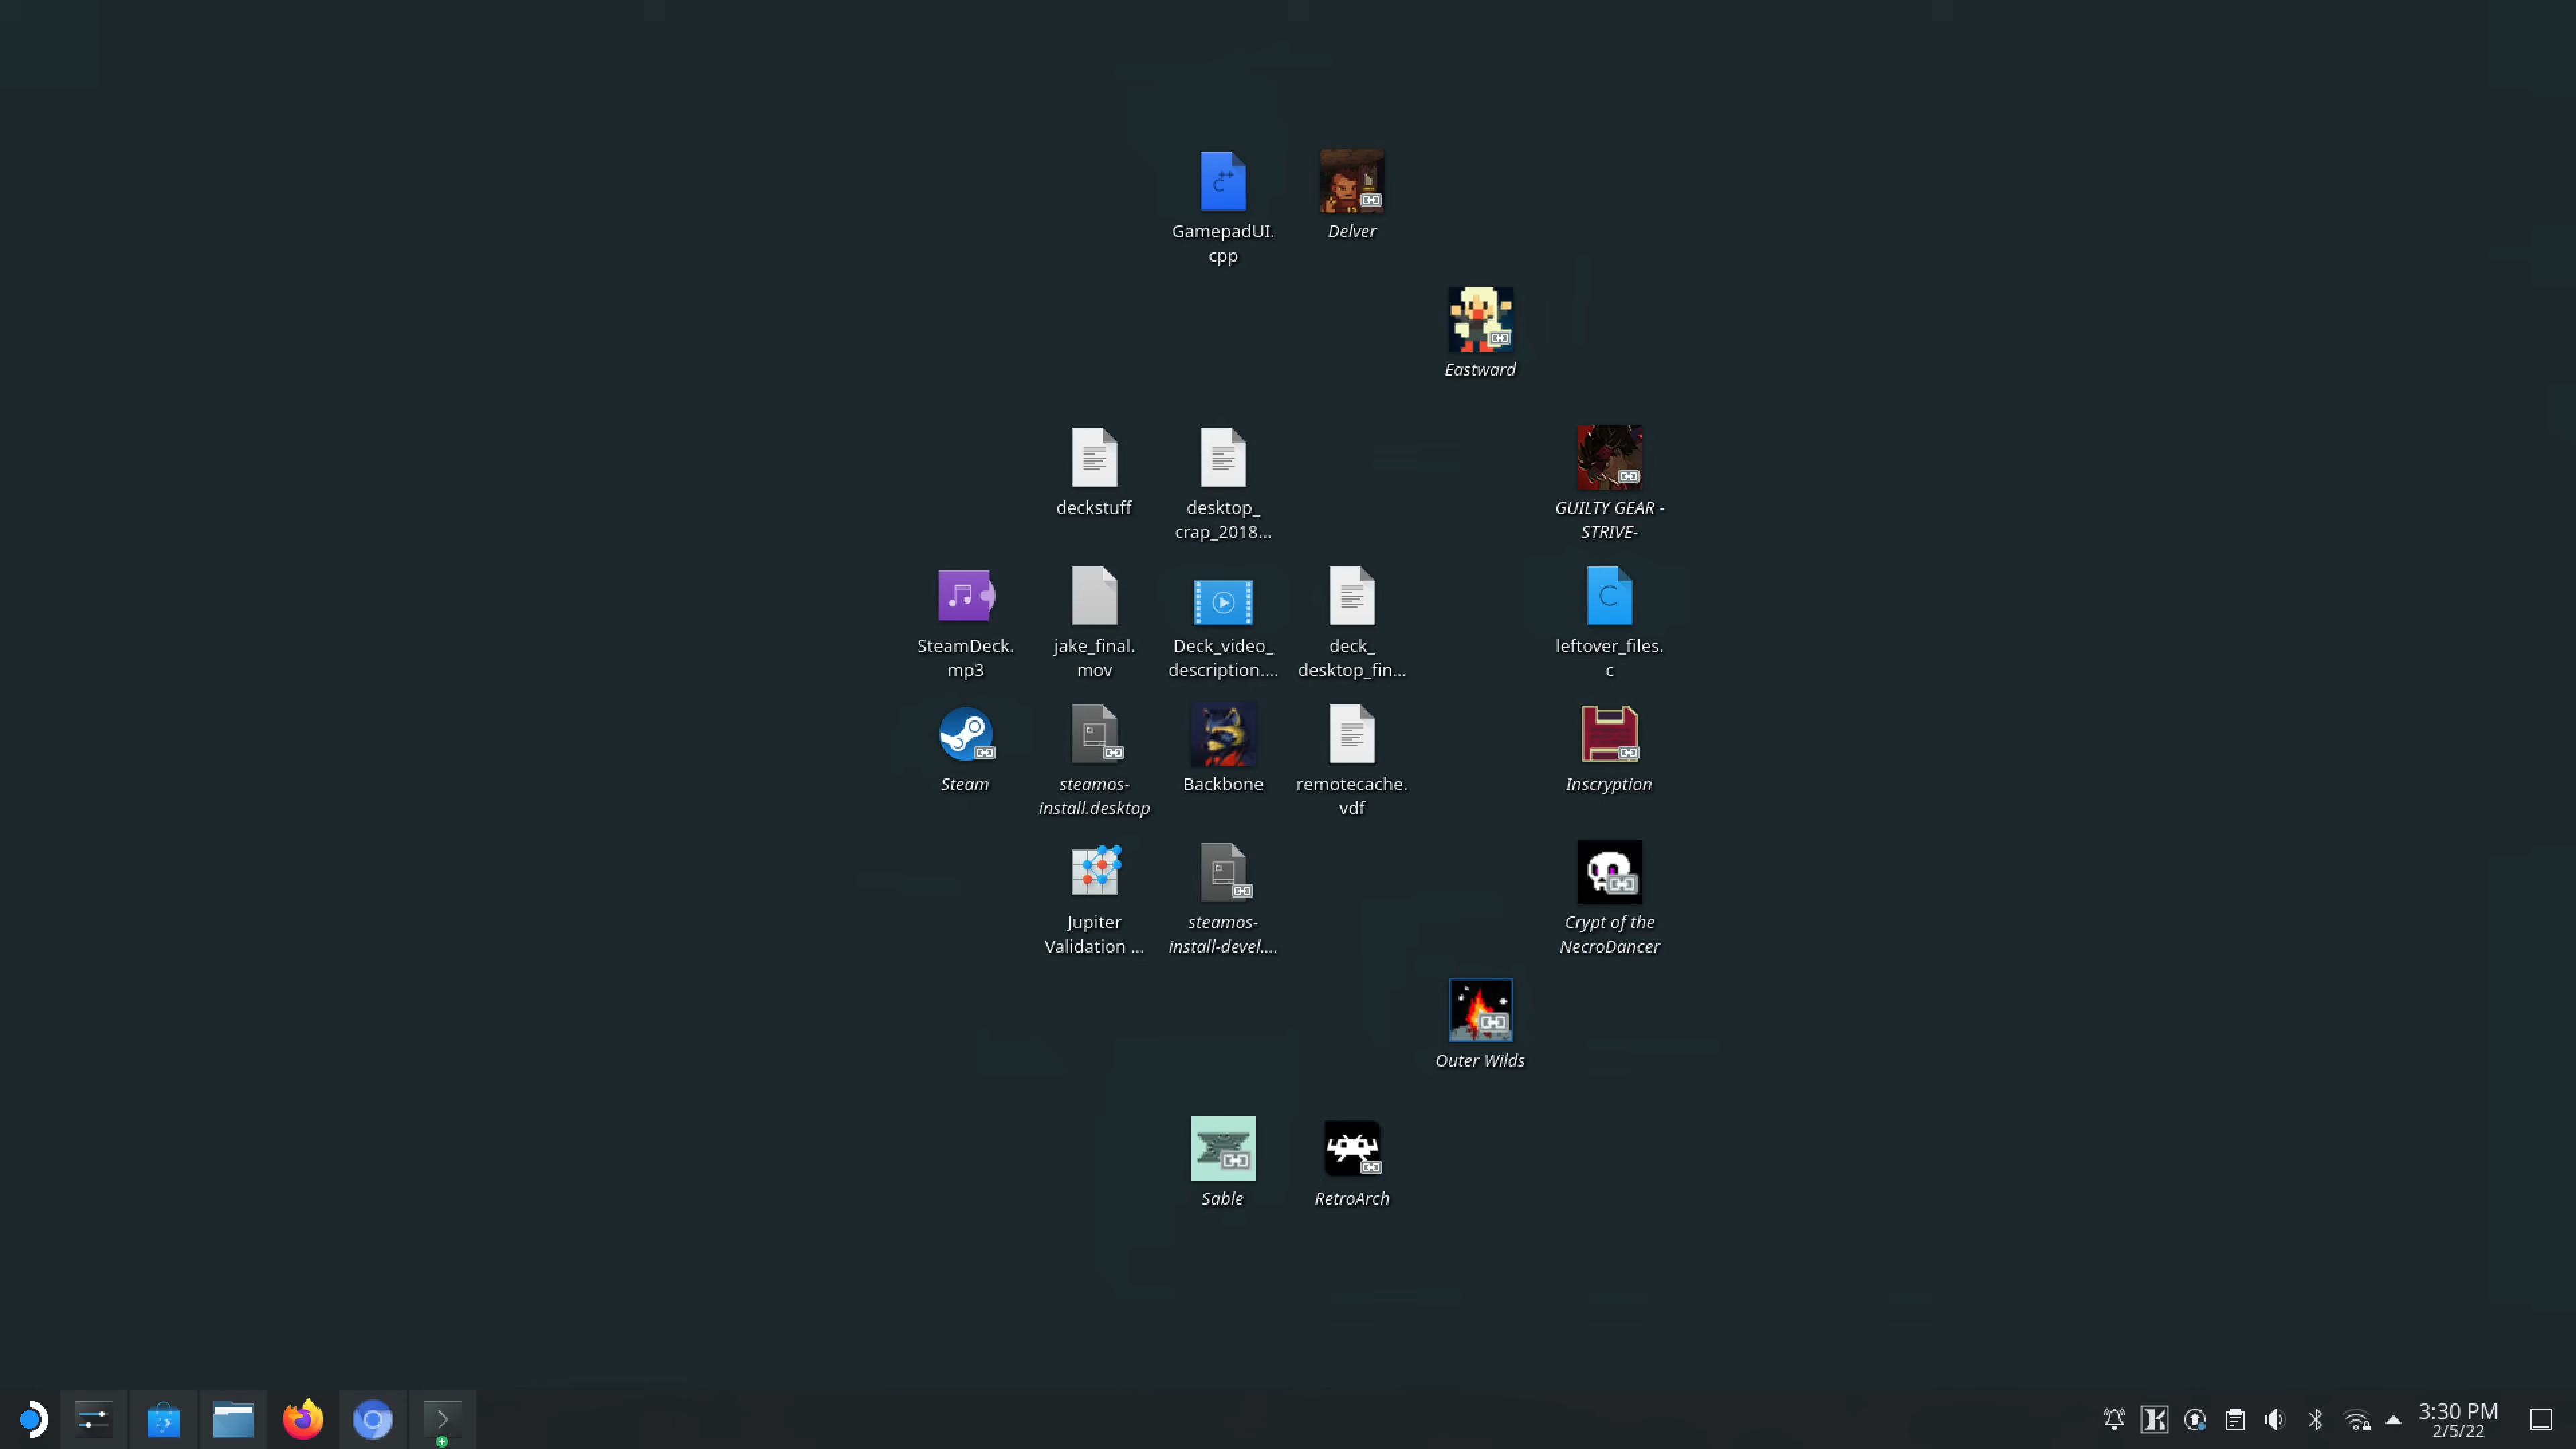 GamepadUI.
cpp
Delver
Eastward
deckstuff
desktop_
crap_2018...
GUILTY GEAR -
STRIVE-
SteamDeck.
mp3
jake_final.
mov
Deck_video_
description....
deck_
desktop_fin...
leftover_files.
c
Steam
steamos-
install.desktop
Backbone
remotecache.
vdf
Inscryption
Jupiter
Validation ...
steamos-
install-devel....
Crypt of the
NecroDancer
Outer Wilds
Sable
RetroArch
3:30 PM
2/5/22